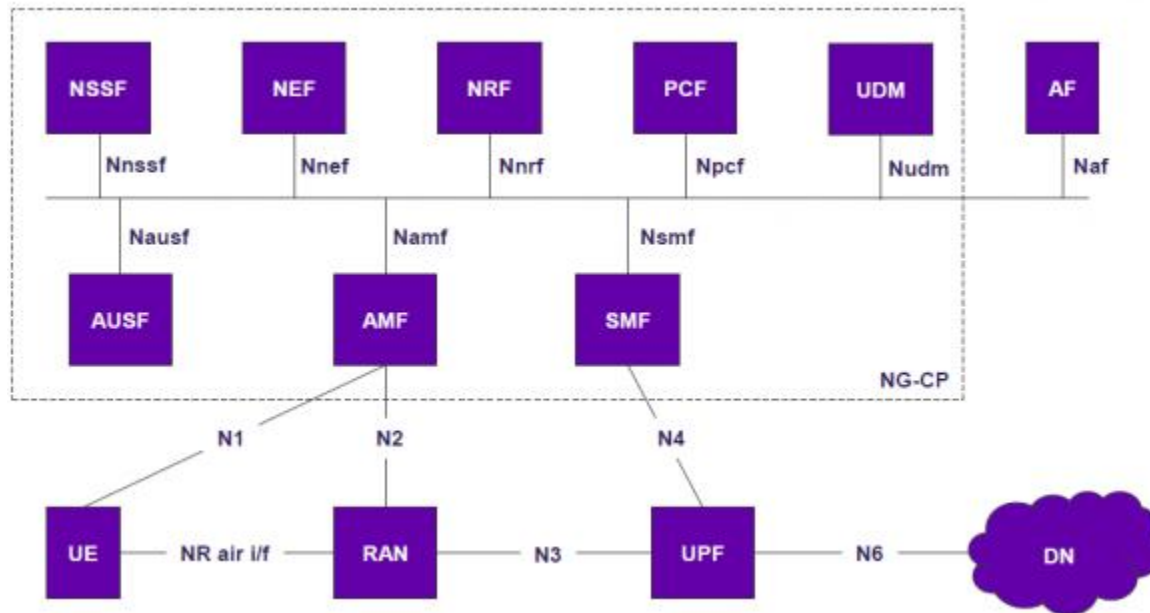 NSSF NEF NRF PCF UDM AF
Nnssf Nnef Nnrf Npcf Nudm Naf
Nausf Namf Nsmf
AUSF AMF SMF
NG-CP
N1 N2 N4
UE NR air i/f RAN N3 UPF N6 DN